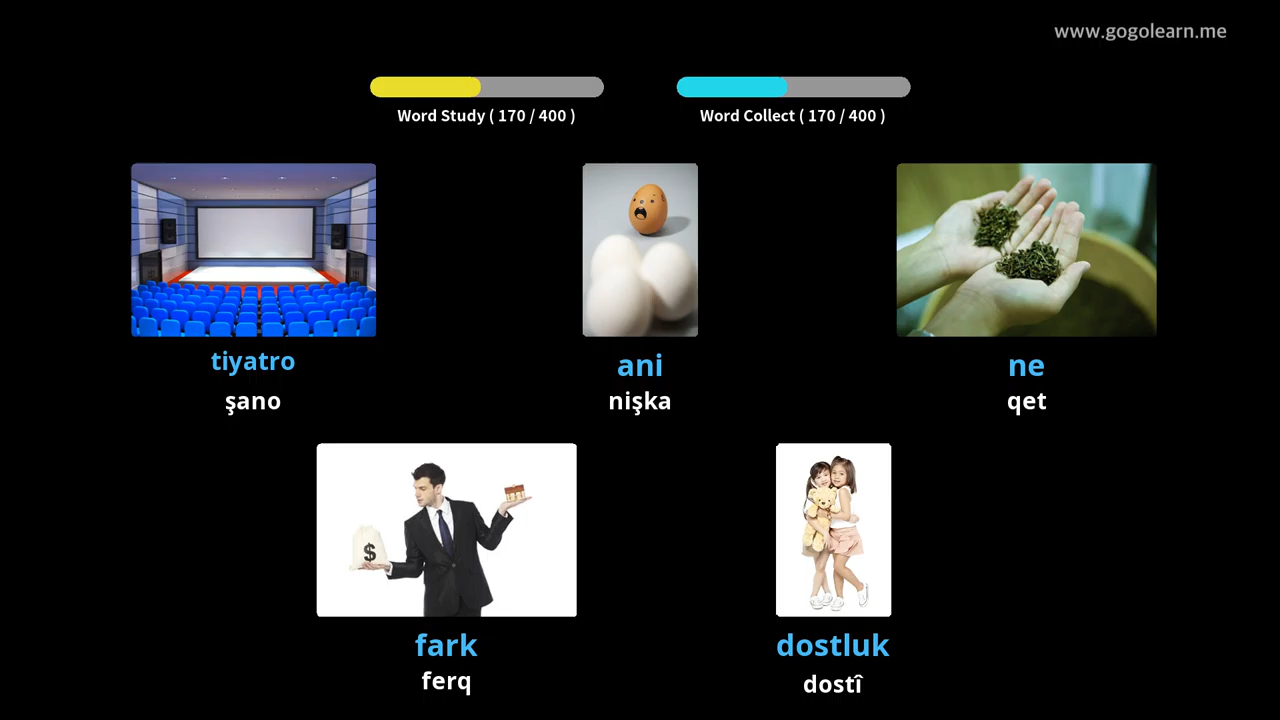 www.gogolearn.me
Word Study ( 170 / 400 )
Word Collect ( 170 / 400 )
tiyatro
şano
ani
nişka
ne
qet
$
fark
ferq
dostluk
dostî